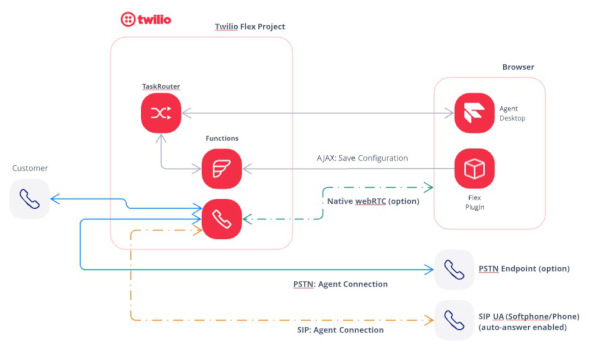 twilio
Twilio Flex Project
Browser
TaskRouter
Agent
Desktop
Functions
AJAX: Save Configuration
Customer
Flex
Plugin
Native webRTC (option)
PSTN Endpoint (option)
PSTN: Agent Connection
SIP UA (Softphone/Phone)
(auto-answer enabled)
SIP: Agent Connection